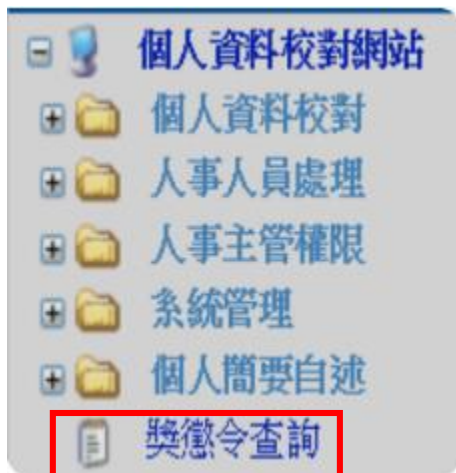 個人資料校對網站
個人資料校對
人事人員處理
人事主管權限
系統管理
個人簡要自述
獎懲令查詢